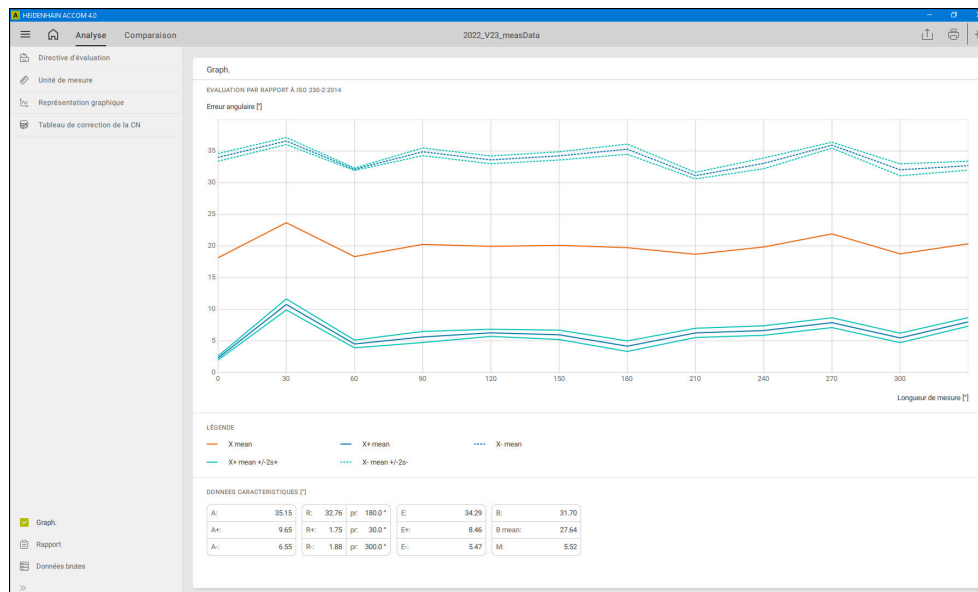 HEIDENHAIN ACCOM 4.0
Analyse Comparaison 2022_V23_measData
Directive d'évaluation
Unité de mesure
Représentation graphique
Tableau de correction de la CN
Graph.
EVALUATION PAR RAPPORT À ISO 230-2:2014
Erreur angulaire ["]
35
30
25
20
15
10
5
0
0 30 60 90 120 150 180 210 240 270 300
Longueur de mesure [°]
LÉGENDE
X mean X+ mean X- mean
X+ mean +/-2s+ X- mean +/-2s-
DONNEES CARACTERISTIQUES ["]
A: 35.15 R: 32.76 pr: 180.0 ° E: 34.29 B: 31.70
A+: 9.65 R+: 1.75 pr: 30.0 ° E+: 8.46 B mean: 27.64
A-: 6.55 R-: 1.88 pr: 300.0 ° E-: 5.47 M: 5.52
Graph.
Rapport
Données brutes